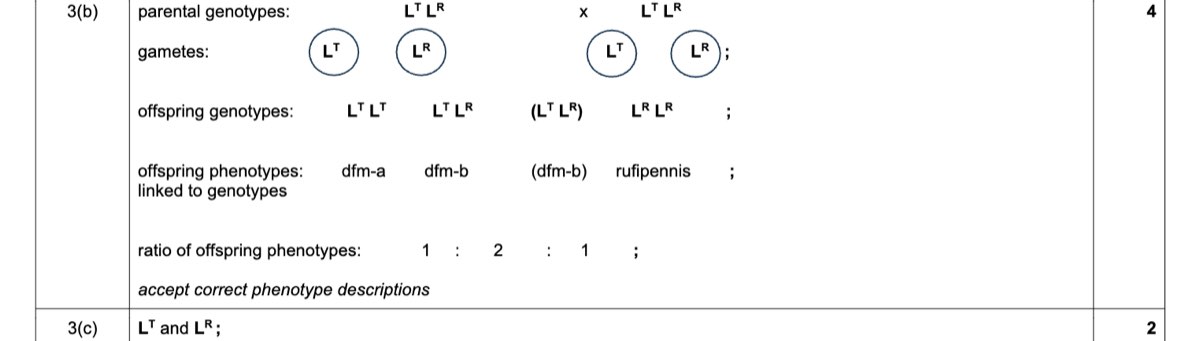 3(b) parental genotypes: Lᵀ Lᴿ x Lᵀ Lᴿ 4
gametes: Lᵀ Lᴿ Lᵀ Lᴿ ;
offspring genotypes: Lᵀ Lᵀ Lᵀ Lᴿ (Lᵀ Lᴿ) Lᴿ Lᴿ ;
offspring phenotypes: dfm-a dfm-b (dfm-b) rufipennis ;
linked to genotypes
ratio of offspring phenotypes: 1 : 2 : 1 ;
accept correct phenotype descriptions
3(c) Lᵀ and Lᴿ ; 2